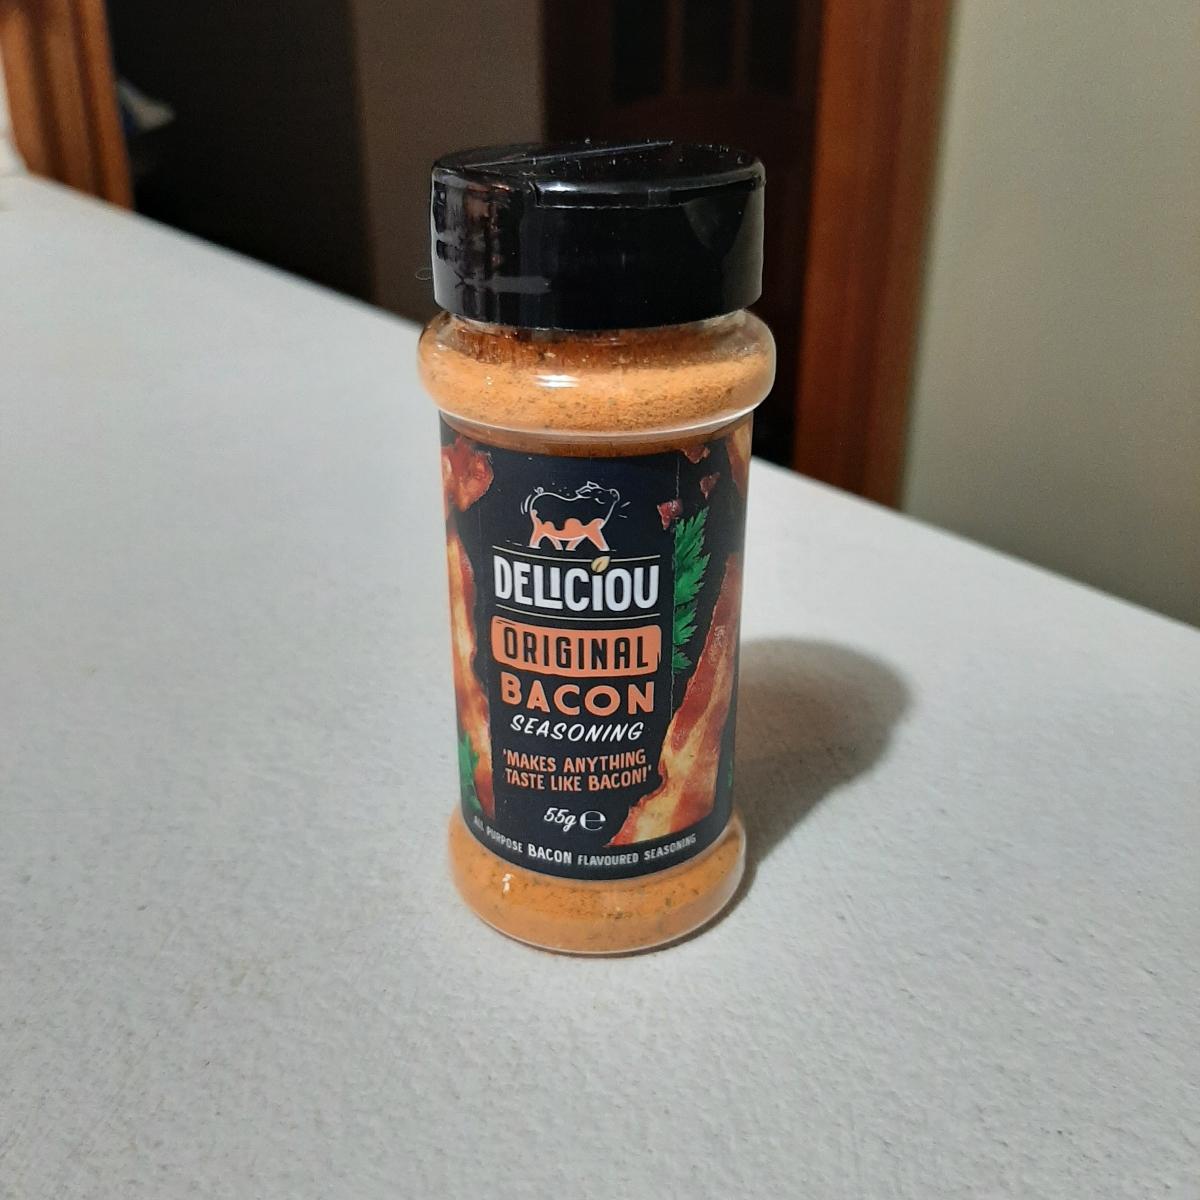 DELICIOU
ORIGINAL
BACON
SEASONING
'MAKES ANYTHING
TASTE LIKE BACON!'
55g ℮
ALL PURPOSE BACON FLAVOURED SEASONING